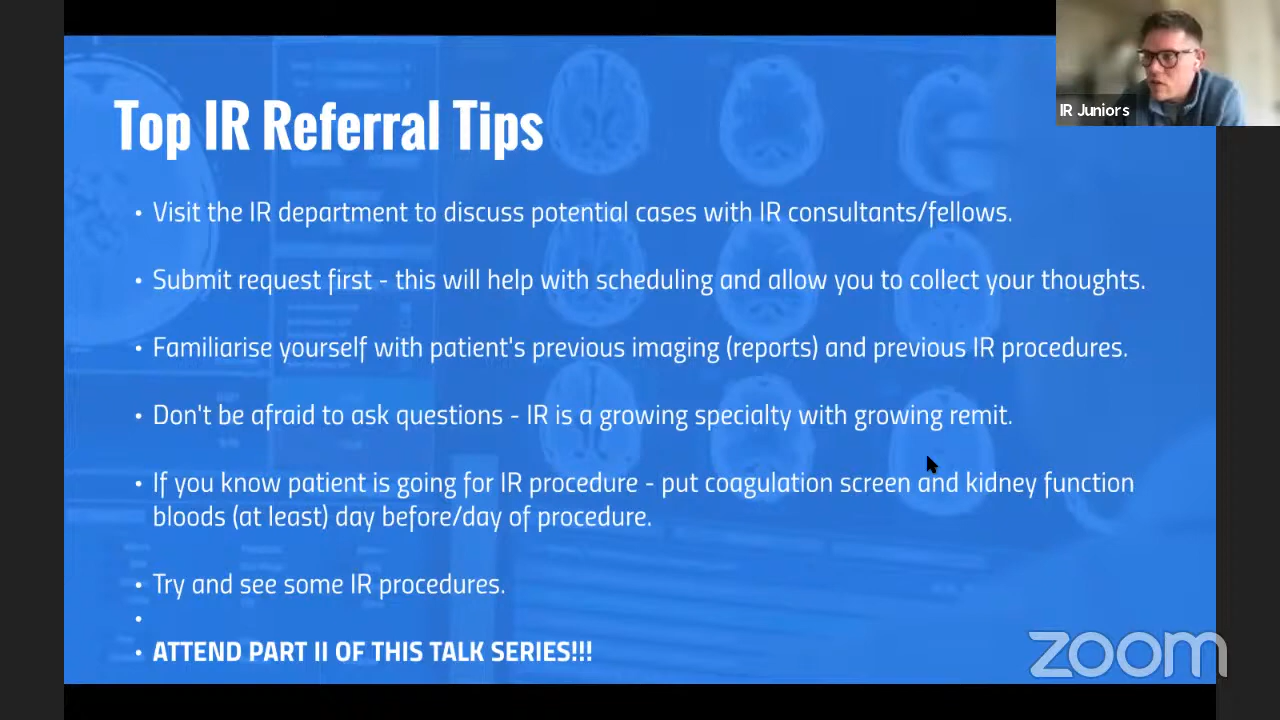 IR Juniors
Top IR Referral Tips
• Visit the IR department to discuss potential cases with IR consultants/fellows.
• Submit request first - this will help with scheduling and allow you to collect your thoughts.
• Familiarise yourself with patient's previous imaging (reports) and previous IR procedures.
• Don't be afraid to ask questions - IR is a growing specialty with growing remit.
• If you know patient is going for IR procedure - put coagulation screen and kidney function
bloods (at least) day before/day of procedure.
• Try and see some IR procedures.
•
• ATTEND PART II OF THIS TALK SERIES!!!
zoom